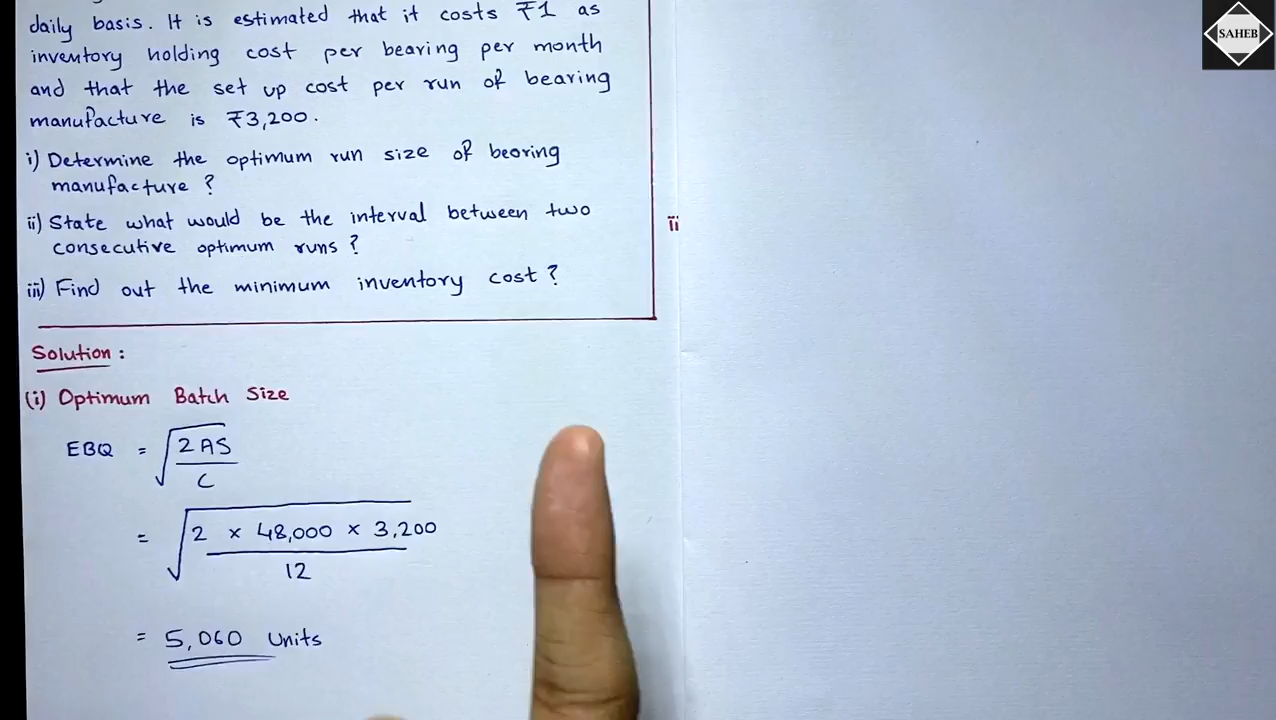 daily basis. It is estimated that it costs ₹1 as
inventory holding cost per bearing per month
and that the set up cost per run of bearing
manufacture is ₹3,200.
i) Determine the optimum run size of bearing
manufacture ?
ii) State what would be the interval between two
consecutive optimum runs ?
iii) Find out the minimum inventory cost ?
Solution :
(i) Optimum Batch Size
EBQ = √2AS
C
= √2 × 48,000 × 3,200
12
= 5,060 Units
ii
SAHEB